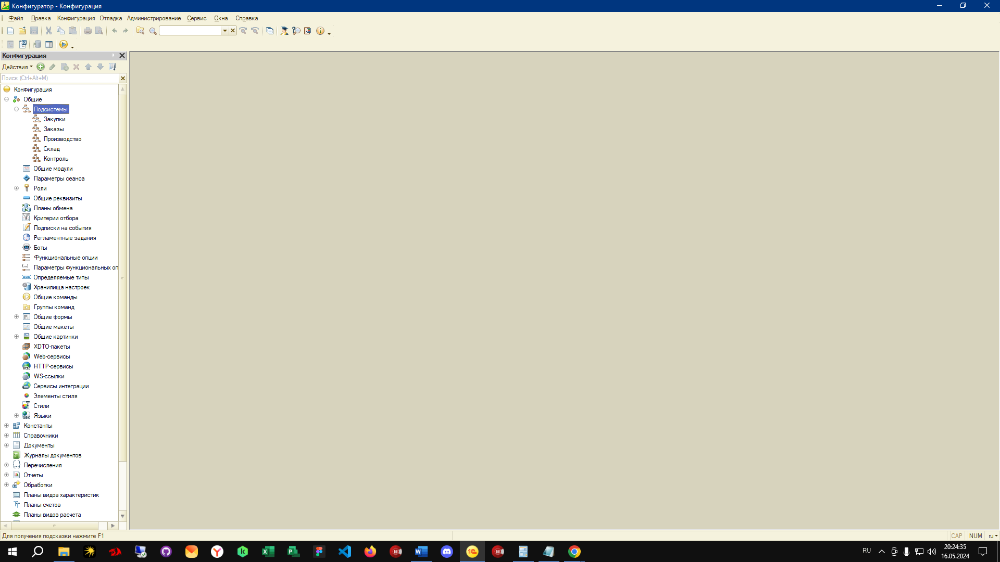 Конфигуратор - Конфигурация
Файл Правка Конфигурация Отладка Администрирование Сервис Окна Справка
Конфигурация
Действия
Поиск (Ctrl+Alt+M)
Конфигурация
Общие
Подсистемы
Закупки
Заказы
Производство
Склад
Контроль
Общие модули
Параметры сеанса
Роли
Общие реквизиты
Планы обмена
Критерии отбора
Подписки на события
Регламентные задания
Боты
Функциональные опции
Параметры функциональных оп
Определяемые типы
Хранилища настроек
Общие команды
Группы команд
Общие формы
Общие макеты
Общие картинки
XDTO-пакеты
Web-сервисы
HTTP-сервисы
WS-ссылки
Сервисы интеграции
Элементы стиля
Стили
Языки
Константы
Справочники
Документы
Журналы документов
Перечисления
Отчеты
Обработки
Планы видов характеристик
Планы счетов
Планы видов расчета
Для получения подсказки нажмите F1
CAP NUM ru
RU
20:24:35
16.05.2024